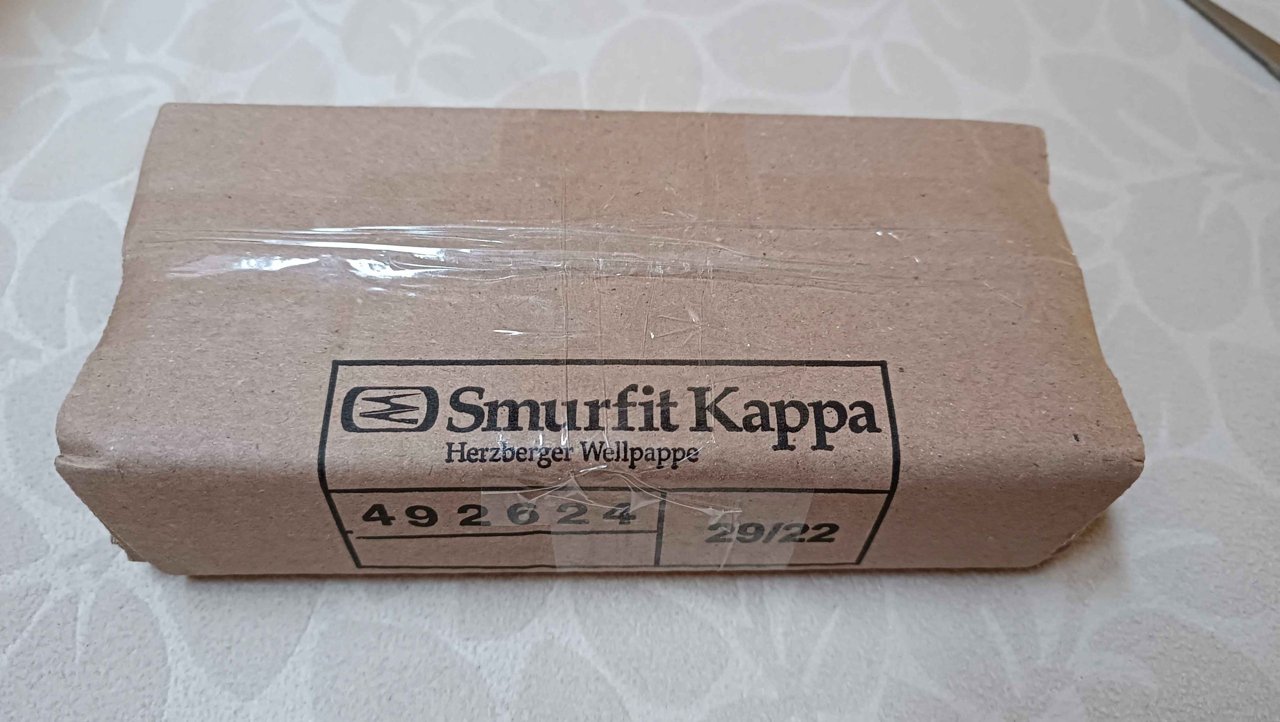 Smurfit Kappa
Herzberger Wellpappe
492624
29/22